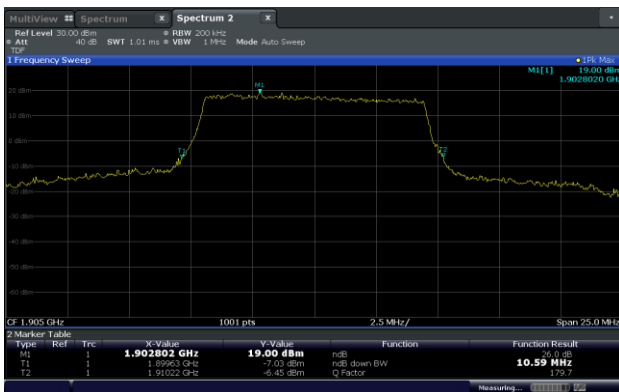 MultiView Spectrum X Spectrum 2 X
Ref Level 30.00 dBm RBW 200 kHz
Att 40 dB SWT 1.01 ms VBW 1 MHz Mode Auto Sweep
TDF
1 Frequency Sweep 1Pk Max
M1[1] 19.00 dBm
1.9028020 GHz
M1
20 dBm
10 dBm
0 dBm
T1
T2
-10 dBm
-20 dBm
-30 dBm
-40 dBm
-50 dBm
-60 dBm
CF 1.905 GHz 1001 pts 2.5 MHz/ Span 25.0 MHz
2 Marker Table
Type Ref Trc X-Value Y-Value Function Function Result
M1 1 1.902802 GHz 19.00 dBm ndB 26.0 dB
T1 1 1.89963 GHz -7.03 dBm ndB down BW 10.59 MHz
T2 1 1.91022 GHz -6.45 dBm Q Factor 179.7
Measuring...